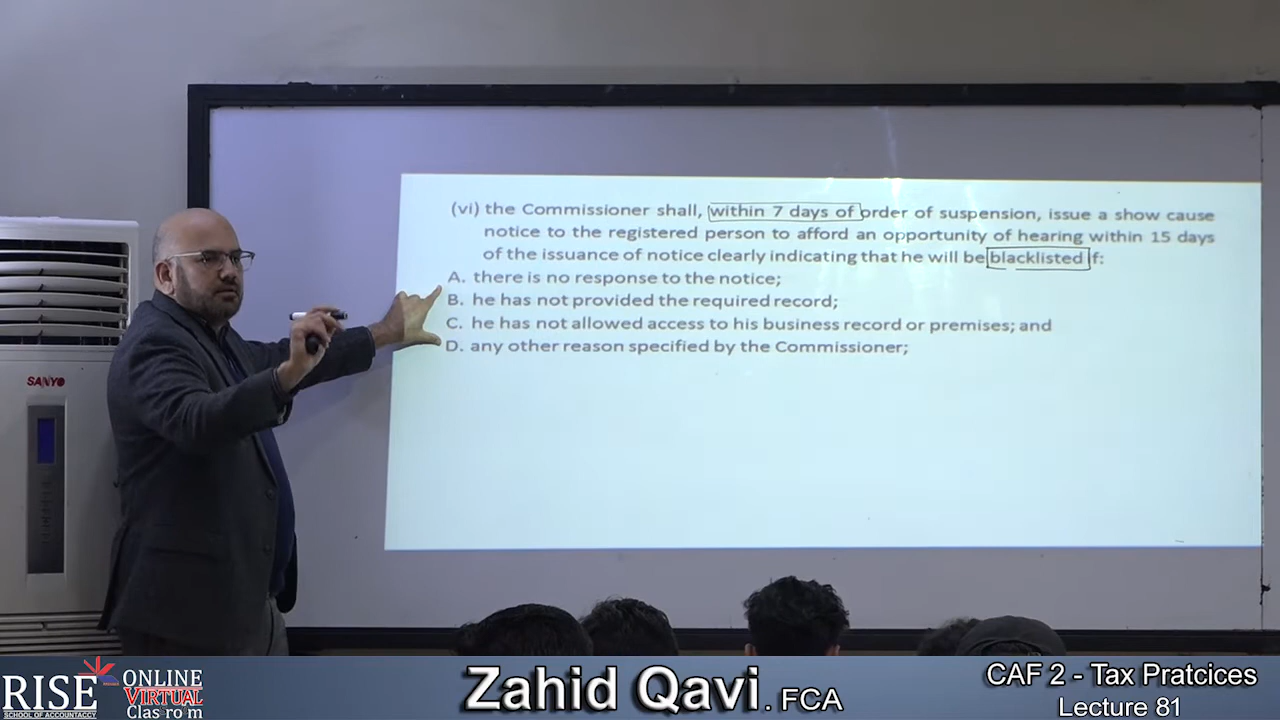 (vi) the Commissioner shall, within 7 days of order of suspension, issue a show cause
notice to the registered person to afford an opportunity of hearing within 15 days
of the issuance of notice clearly indicating that he will be blacklisted if:
A. there is no response to the notice;
B. he has not provided the required record;
C. he has not allowed access to his business record or premises; and
D. any other reason specified by the Commissioner;
SANYO
RISE
SCHOOL OF ACCOUNTACY
ONLINE
VIRTUAL
Clasrom
Zahid Qavi. FCA
CAF 2 - Tax Pratcices
Lecture 81